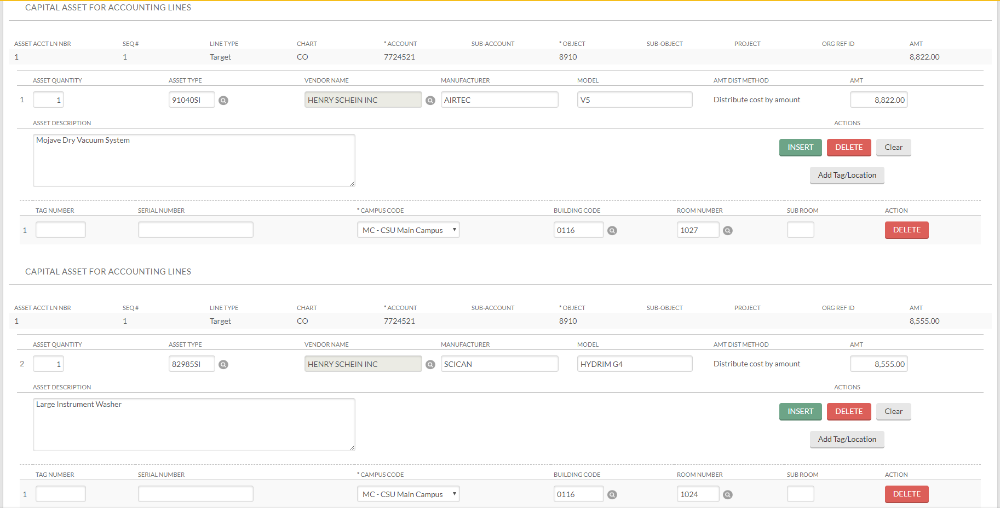 CAPITAL ASSET FOR ACCOUNTING LINES
ASSET ACCT LN NBR SEQ # LINE TYPE CHART * ACCOUNT SUB-ACCOUNT * OBJECT SUB-OBJECT PROJECT ORG REF ID AMT
1 1 Target CO 7724521 8910 8,822.00
ASSET QUANTITY ASSET TYPE VENDOR NAME MANUFACTURER MODEL AMT DIST METHOD AMT
1 1 91040SI HENRY SCHEIN INC AIRTEC V5 Distribute cost by amount 8,822.00
ASSET DESCRIPTION ACTIONS
Mojave Dry Vacuum System
INSERT DELETE Clear
Add Tag/Location
TAG NUMBER SERIAL NUMBER * CAMPUS CODE BUILDING CODE ROOM NUMBER SUB ROOM ACTION
1 MC - CSU Main Campus 0116 1027 DELETE
CAPITAL ASSET FOR ACCOUNTING LINES
ASSET ACCT LN NBR SEQ # LINE TYPE CHART * ACCOUNT SUB-ACCOUNT * OBJECT SUB-OBJECT PROJECT ORG REF ID AMT
1 1 Target CO 7724521 8910 8,555.00
ASSET QUANTITY ASSET TYPE VENDOR NAME MANUFACTURER MODEL AMT DIST METHOD AMT
2 1 82985SI HENRY SCHEIN INC SCICAN HYDRIM G4 Distribute cost by amount 8,555.00
ASSET DESCRIPTION ACTIONS
Large Instrument Washer
INSERT DELETE Clear
Add Tag/Location
TAG NUMBER SERIAL NUMBER * CAMPUS CODE BUILDING CODE ROOM NUMBER SUB ROOM ACTION
1 MC - CSU Main Campus 0116 1024 DELETE